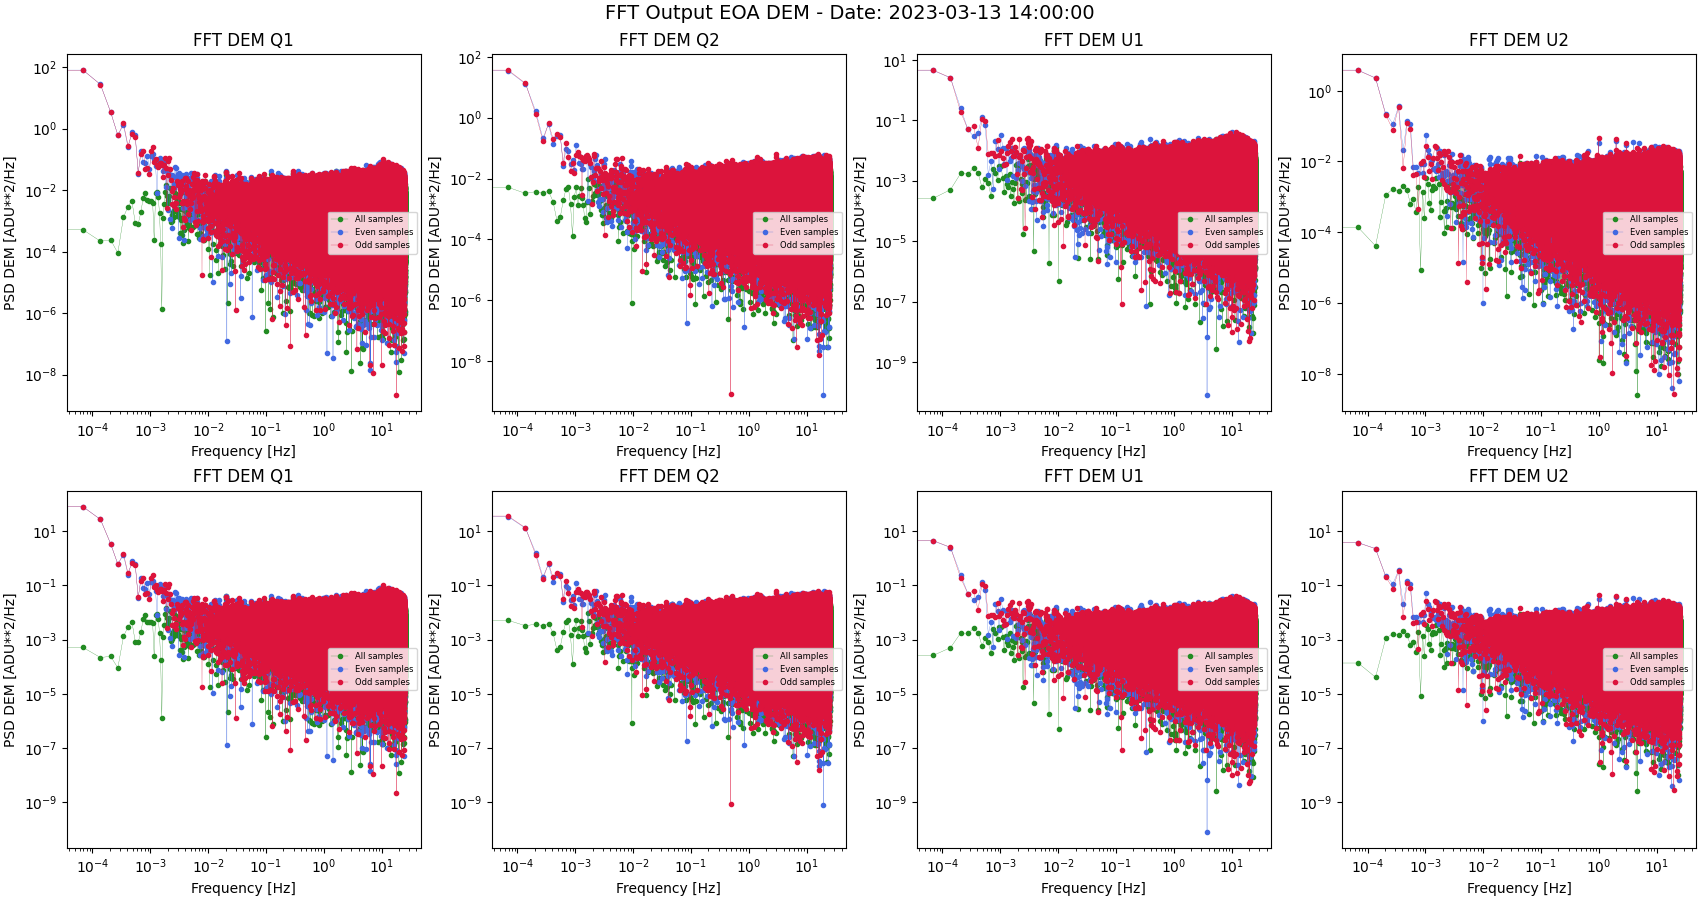 FFT Output EOA DEM - Date: 2023-03-13 14:00:00
FFT DEM Q1
PSD DEM [ADU**2/Hz]
10^2
10^0
10^-2
10^-4
10^-6
10^-8
All samples
Even samples
Odd samples
10^-4 10^-3 10^-2 10^-1 10^0 10^1
Frequency [Hz]
FFT DEM Q2
PSD DEM [ADU**2/Hz]
10^2
10^0
10^-2
10^-4
10^-6
10^-8
All samples
Even samples
Odd samples
10^-4 10^-3 10^-2 10^-1 10^0 10^1
Frequency [Hz]
FFT DEM U1
PSD DEM [ADU**2/Hz]
10^1
10^-1
10^-3
10^-5
10^-7
10^-9
All samples
Even samples
Odd samples
10^-4 10^-3 10^-2 10^-1 10^0 10^1
Frequency [Hz]
FFT DEM U2
PSD DEM [ADU**2/Hz]
10^0
10^-2
10^-4
10^-6
10^-8
All samples
Even samples
Odd samples
10^-4 10^-3 10^-2 10^-1 10^0 10^1
Frequency [Hz]
FFT DEM Q1
PSD DEM [ADU**2/Hz]
10^1
10^-1
10^-3
10^-5
10^-7
10^-9
All samples
Even samples
Odd samples
10^-4 10^-3 10^-2 10^-1 10^0 10^1
Frequency [Hz]
FFT DEM Q2
PSD DEM [ADU**2/Hz]
10^1
10^-1
10^-3
10^-5
10^-7
10^-9
All samples
Even samples
Odd samples
10^-4 10^-3 10^-2 10^-1 10^0 10^1
Frequency [Hz]
FFT DEM U1
PSD DEM [ADU**2/Hz]
10^1
10^-1
10^-3
10^-5
10^-7
10^-9
All samples
Even samples
Odd samples
10^-4 10^-3 10^-2 10^-1 10^0 10^1
Frequency [Hz]
FFT DEM U2
PSD DEM [ADU**2/Hz]
10^1
10^-1
10^-3
10^-5
10^-7
10^-9
All samples
Even samples
Odd samples
10^-4 10^-3 10^-2 10^-1 10^0 10^1
Frequency [Hz]